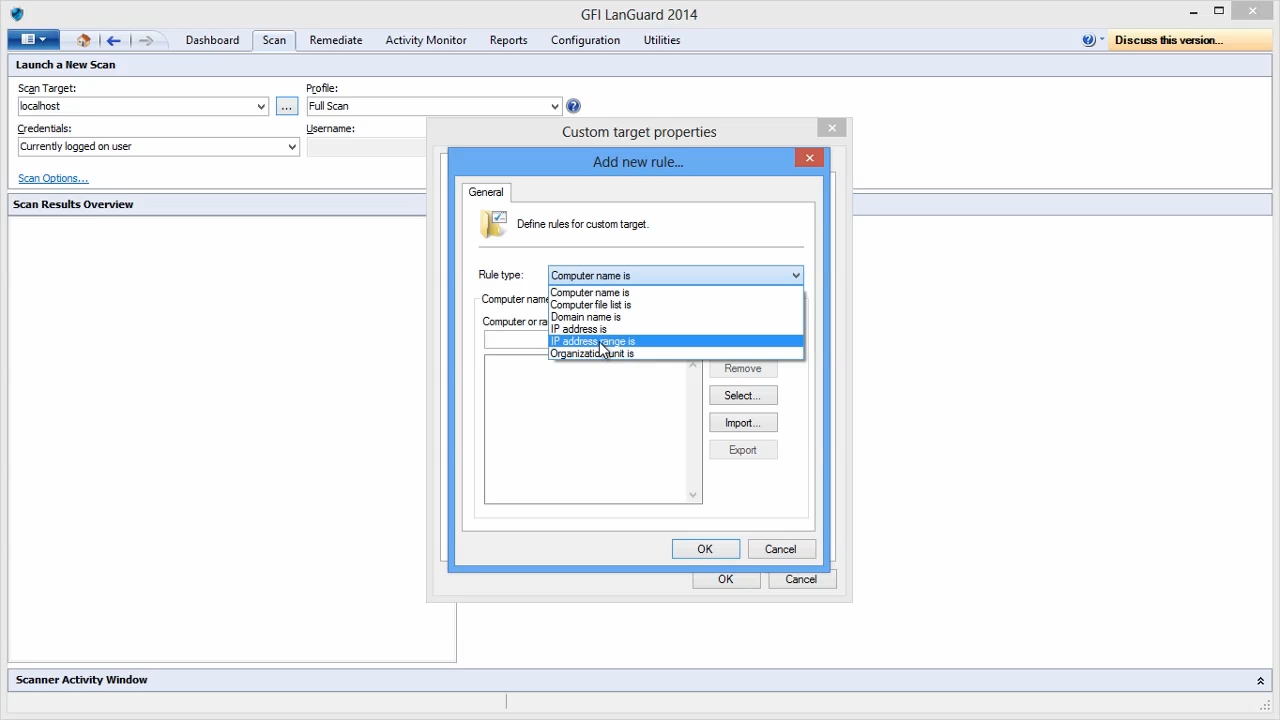 GFI LanGuard 2014
Dashboard
Scan
Remediate
Activity Monitor
Reports
Configuration
Utilities
Discuss this version...
Launch a New Scan
Scan Target:
Profile:
localhost
...
Full Scan
Credentials:
Username:
Currently logged on user
Scan Options...
Scan Results Overview
Custom target properties
Add new rule...
General
Define rules for custom target.
Rule type:
Computer name is
Computer name is
Computer file list is
Domain name is
IP address is
IP address range is
Organization unit is
Computer name
Computer or ra
Remove
Select...
Import...
Export
OK
Cancel
OK
Cancel
Scanner Activity Window